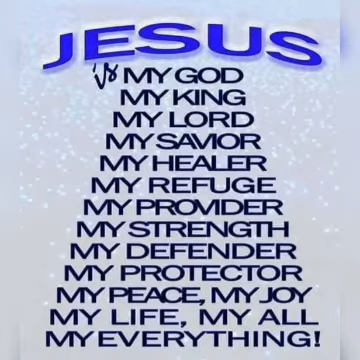 JESUS
is MY GOD
MY KING
MY LORD
MY SAVIOR
MY HEALER
MY REFUGE
MY PROVIDER
MY STRENGTH
MY DEFENDER
MY PROTECTOR
MY PEACE, MY JOY
MY LIFE, MY ALL
MY EVERYTHING!